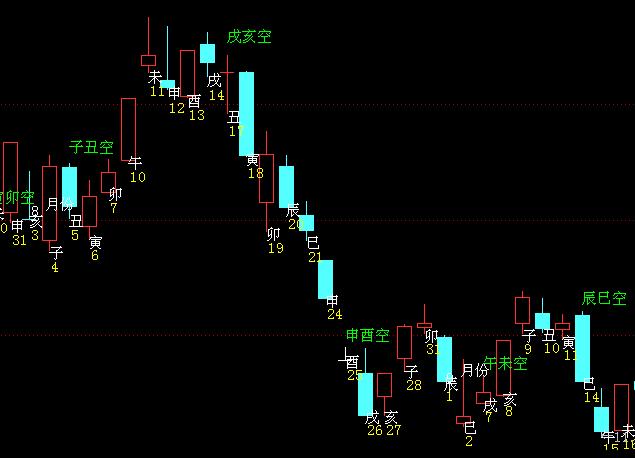 戌亥空
未
11
申
12
酉
13
戌
14
丑
17
子丑空
午
10
寅
18
卯空
卯
7
月份
8
申
31
亥
3
丑
5
寅
6
子
4
辰
20
卯
19
巳
21
申
24
辰巳空
申酉空
酉
25
卯
31
子
9
丑
10
寅
11
午未空
月份
子
28
辰
1
巳
14
戌
7
亥
8
戌
26
亥
27
巳
2
午
15
未
16